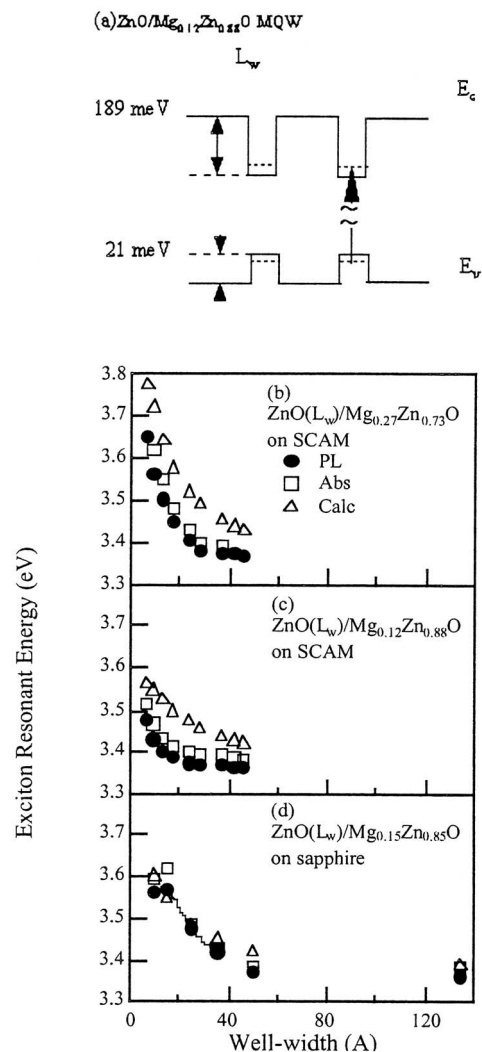 (a)ZnO/Mg0.12Zn0.88O MQW
Lw
189 meV
Ec
21 meV
Ev
Exciton Resonant Energy (eV)
3.8
3.7
3.6
3.5
3.4
3.3
(b)
ZnO(Lw)/Mg0.27Zn0.73O
on SCAM
PL
Abs
Calc
3.7
3.6
3.5
3.4
3.3
(c)
ZnO(Lw)/Mg0.12Zn0.88O
on SCAM
3.7
3.6
3.5
3.4
3.3
(d)
ZnO(Lw)/Mg0.15Zn0.85O
on sapphire
0 40 80 120
Well-width (A)